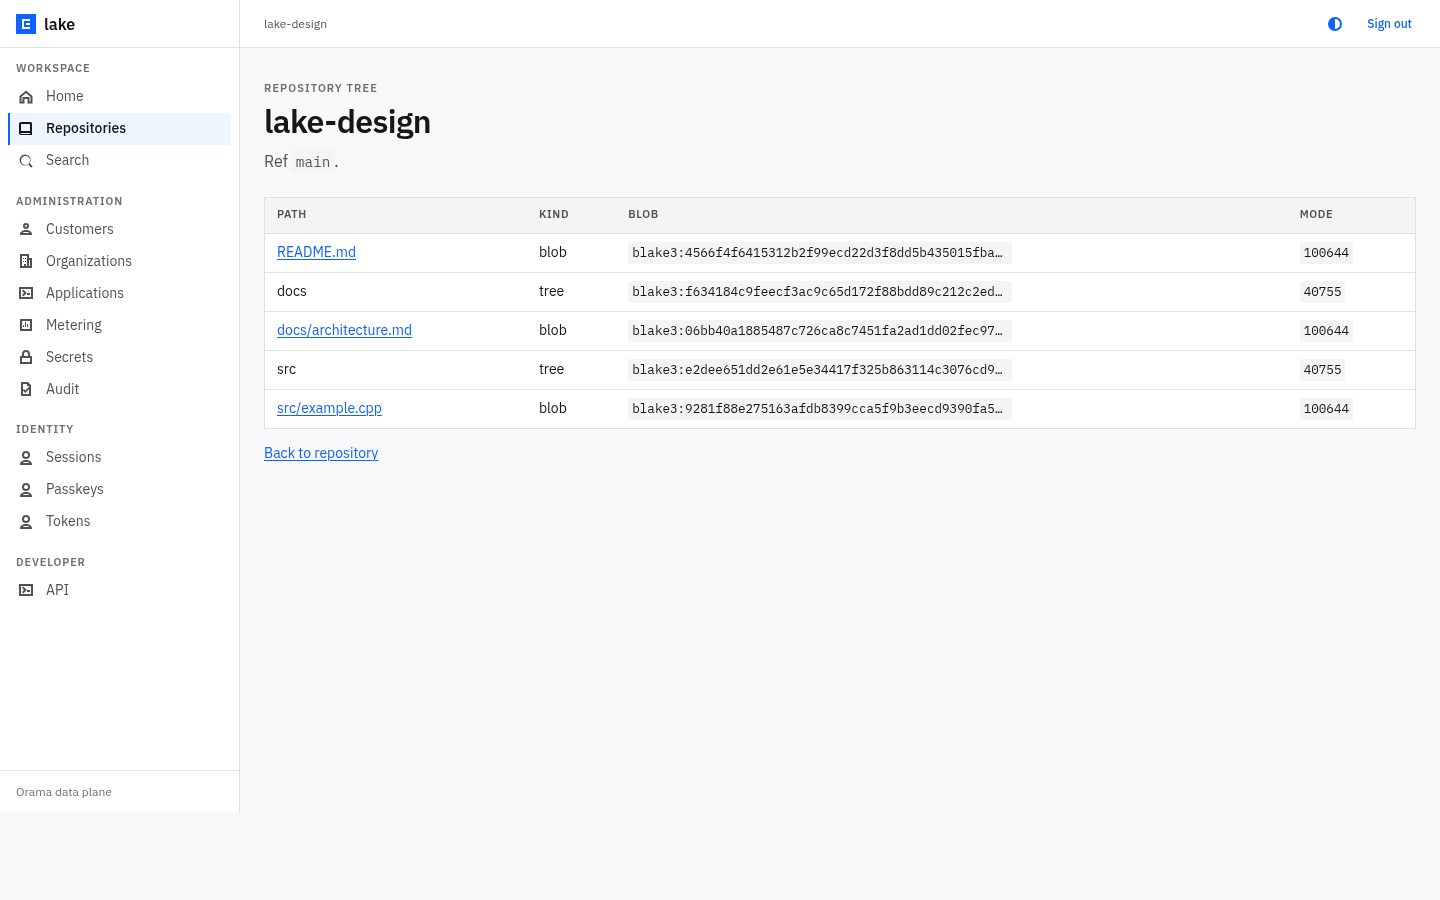 lake
lake-design
Sign out
WORKSPACE
Home
Repositories
Search
ADMINISTRATION
Customers
Organizations
Applications
Metering
Secrets
Audit
IDENTITY
Sessions
Passkeys
Tokens
DEVELOPER
API
Orama data plane
REPOSITORY TREE
lake-design
Ref main.
PATH KIND BLOB MODE
README.md blob blake3:4566f4f6415312b2f99ecd22d3f8dd5b435015fba… 100644
docs tree blake3:f634184c9feecf3ac9c65d172f88bdd89c212c2ed… 40755
docs/architecture.md blob blake3:06bb40a1885487c726ca8c7451fa2ad1dd02fec97… 100644
src tree blake3:e2dee651dd2e61e5e34417f325b863114c3076cd9… 40755
src/example.cpp blob blake3:9281f88e275163afdb8399cca5f9b3eecd9390fa5… 100644
Back to repository